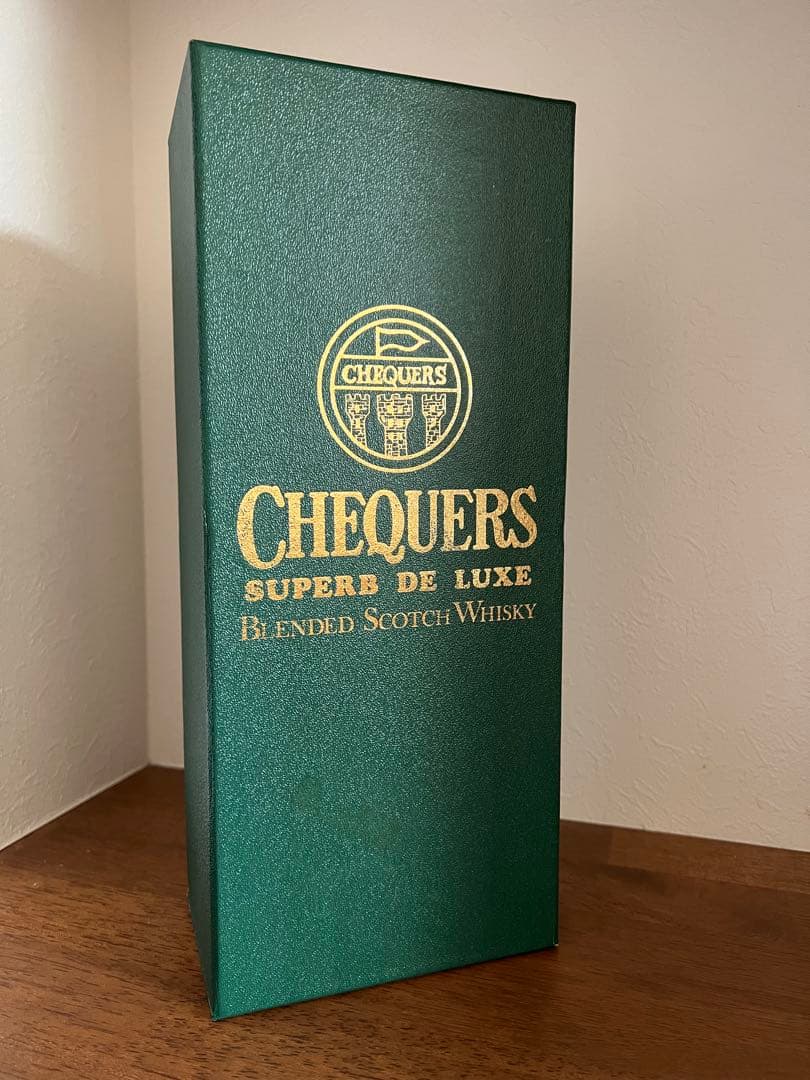 CHEQUERS
CHEQUERS
SUPERB DE LUXE
BLENDED SCOTCH WHISKY